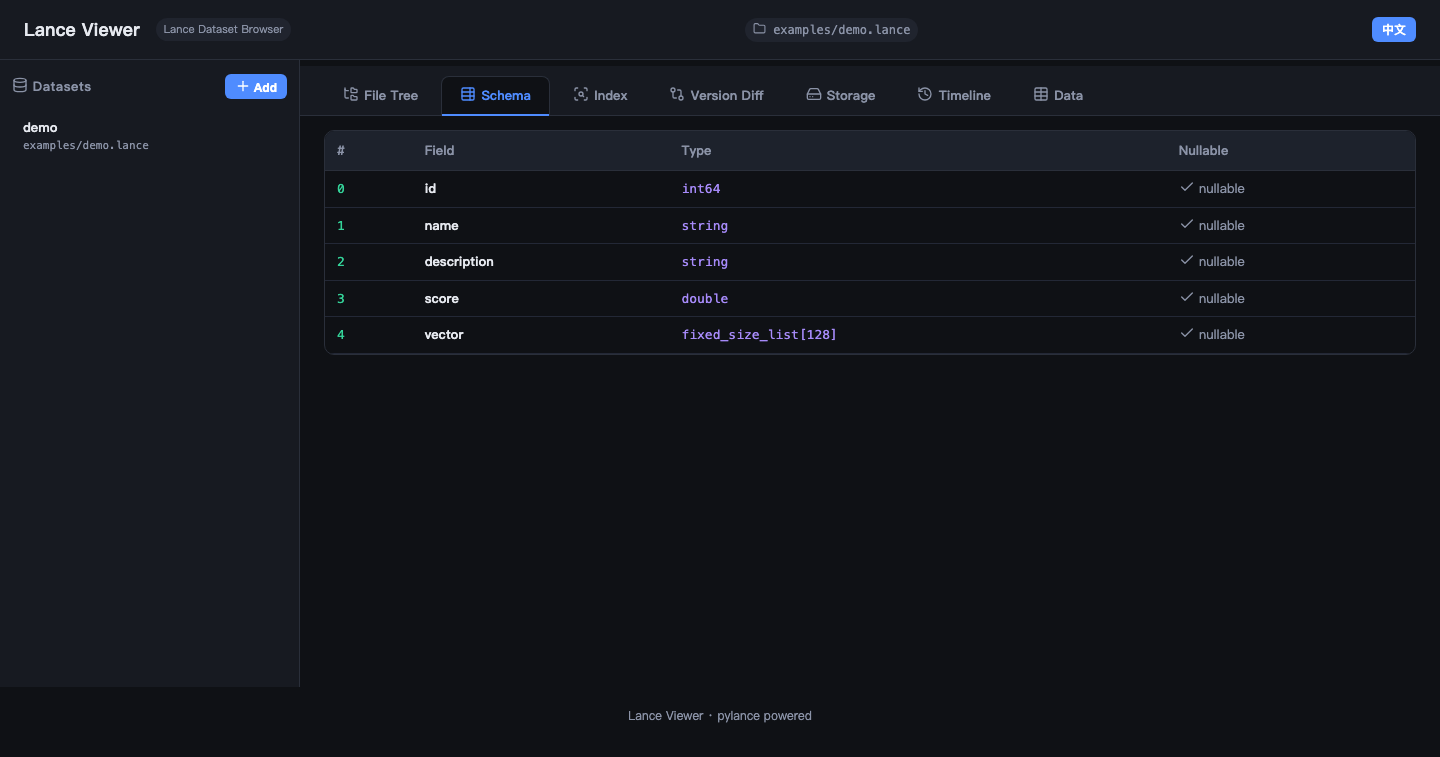 Lance Viewer Lance Dataset Browser examples/demo.lance 中文
Datasets + Add
demo
examples/demo.lance
File Tree Schema Index Version Diff Storage Timeline Data
# Field Type Nullable
0 id int64 ✓ nullable
1 name string ✓ nullable
2 description string ✓ nullable
3 score double ✓ nullable
4 vector fixed_size_list[128] ✓ nullable
Lance Viewer · pylance powered